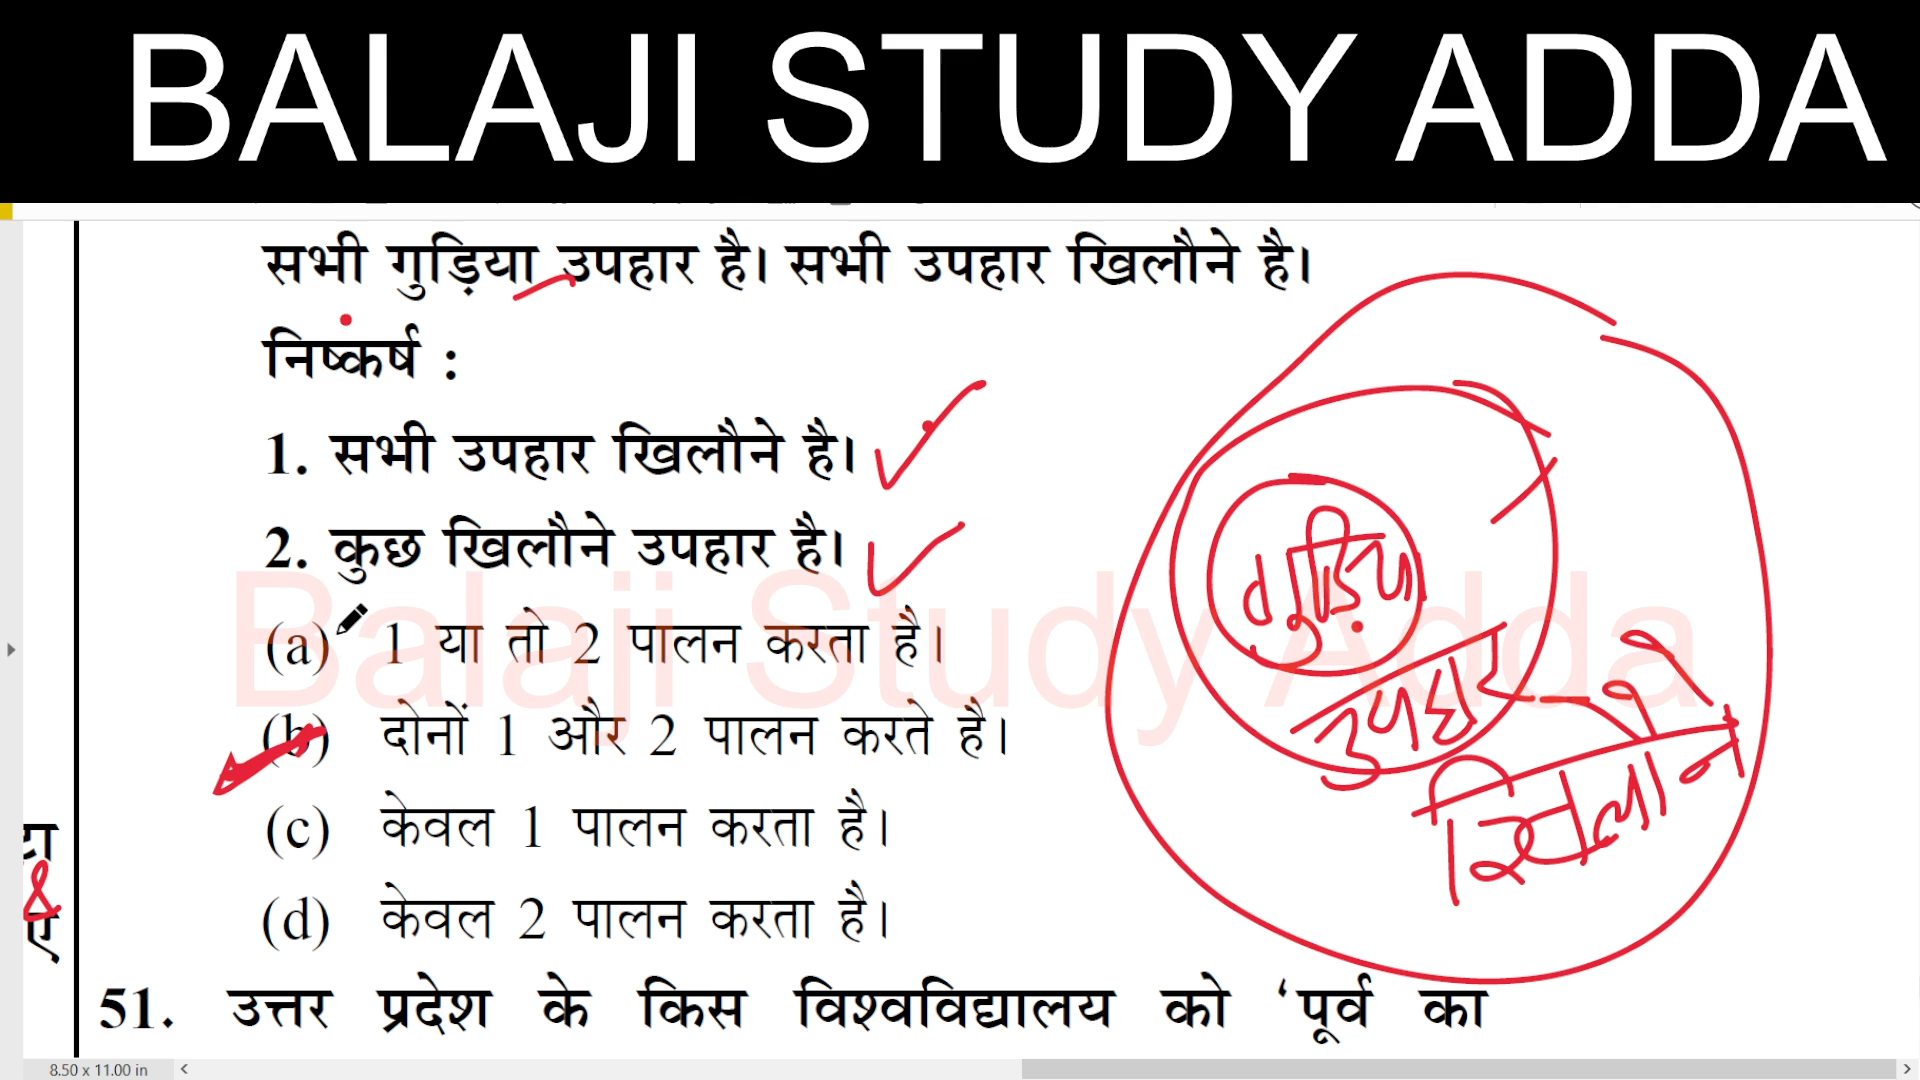 BALAJI STUDY ADDA
सभी गुड़िया उपहार है। सभी उपहार खिलौने है।
निष्कर्ष :
1. सभी उपहार खिलौने है।
2. कुछ खिलौने उपहार है।
(a) 1 या तो 2 पालन करता है।
(b) दोनों 1 और 2 पालन करते है।
(c) केवल 1 पालन करता है।
(d) केवल 2 पालन करता है।
51. उत्तर प्रदेश के किस विश्वविद्यालय को ‘पूर्व का
Balaji Study Adda
गुड़िया
उपहार
खिलौने
8.50 x 11.00 in